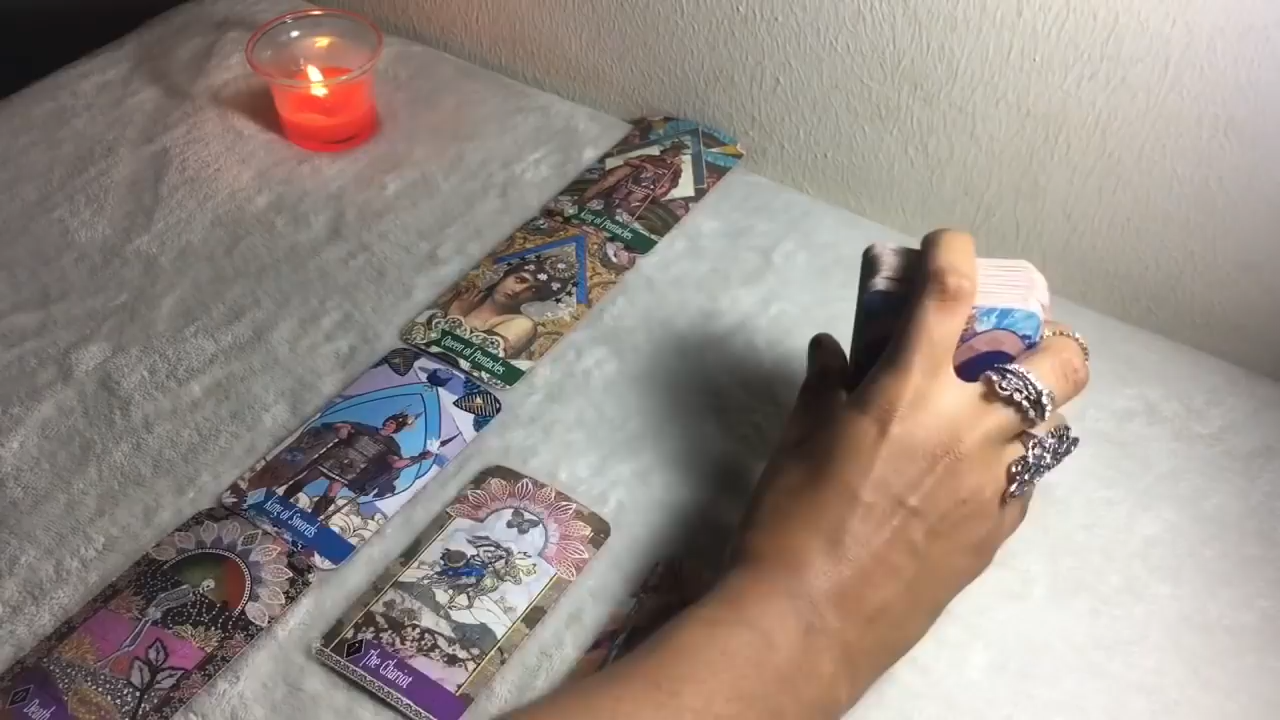 King of Pentacles
Queen of Pentacles
King of Swords
The Chariot
Death